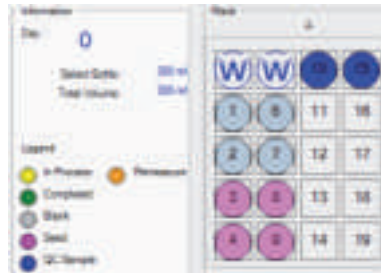 Information
Day: 0
Select Bottle:
Total Volume:
Legend
In Process
Permeasure
Completed
Blank
Seed
QC Sample
Rack
W W
1 6 11 16
2 7 12 17
3 8 13 18
4 9 14 19